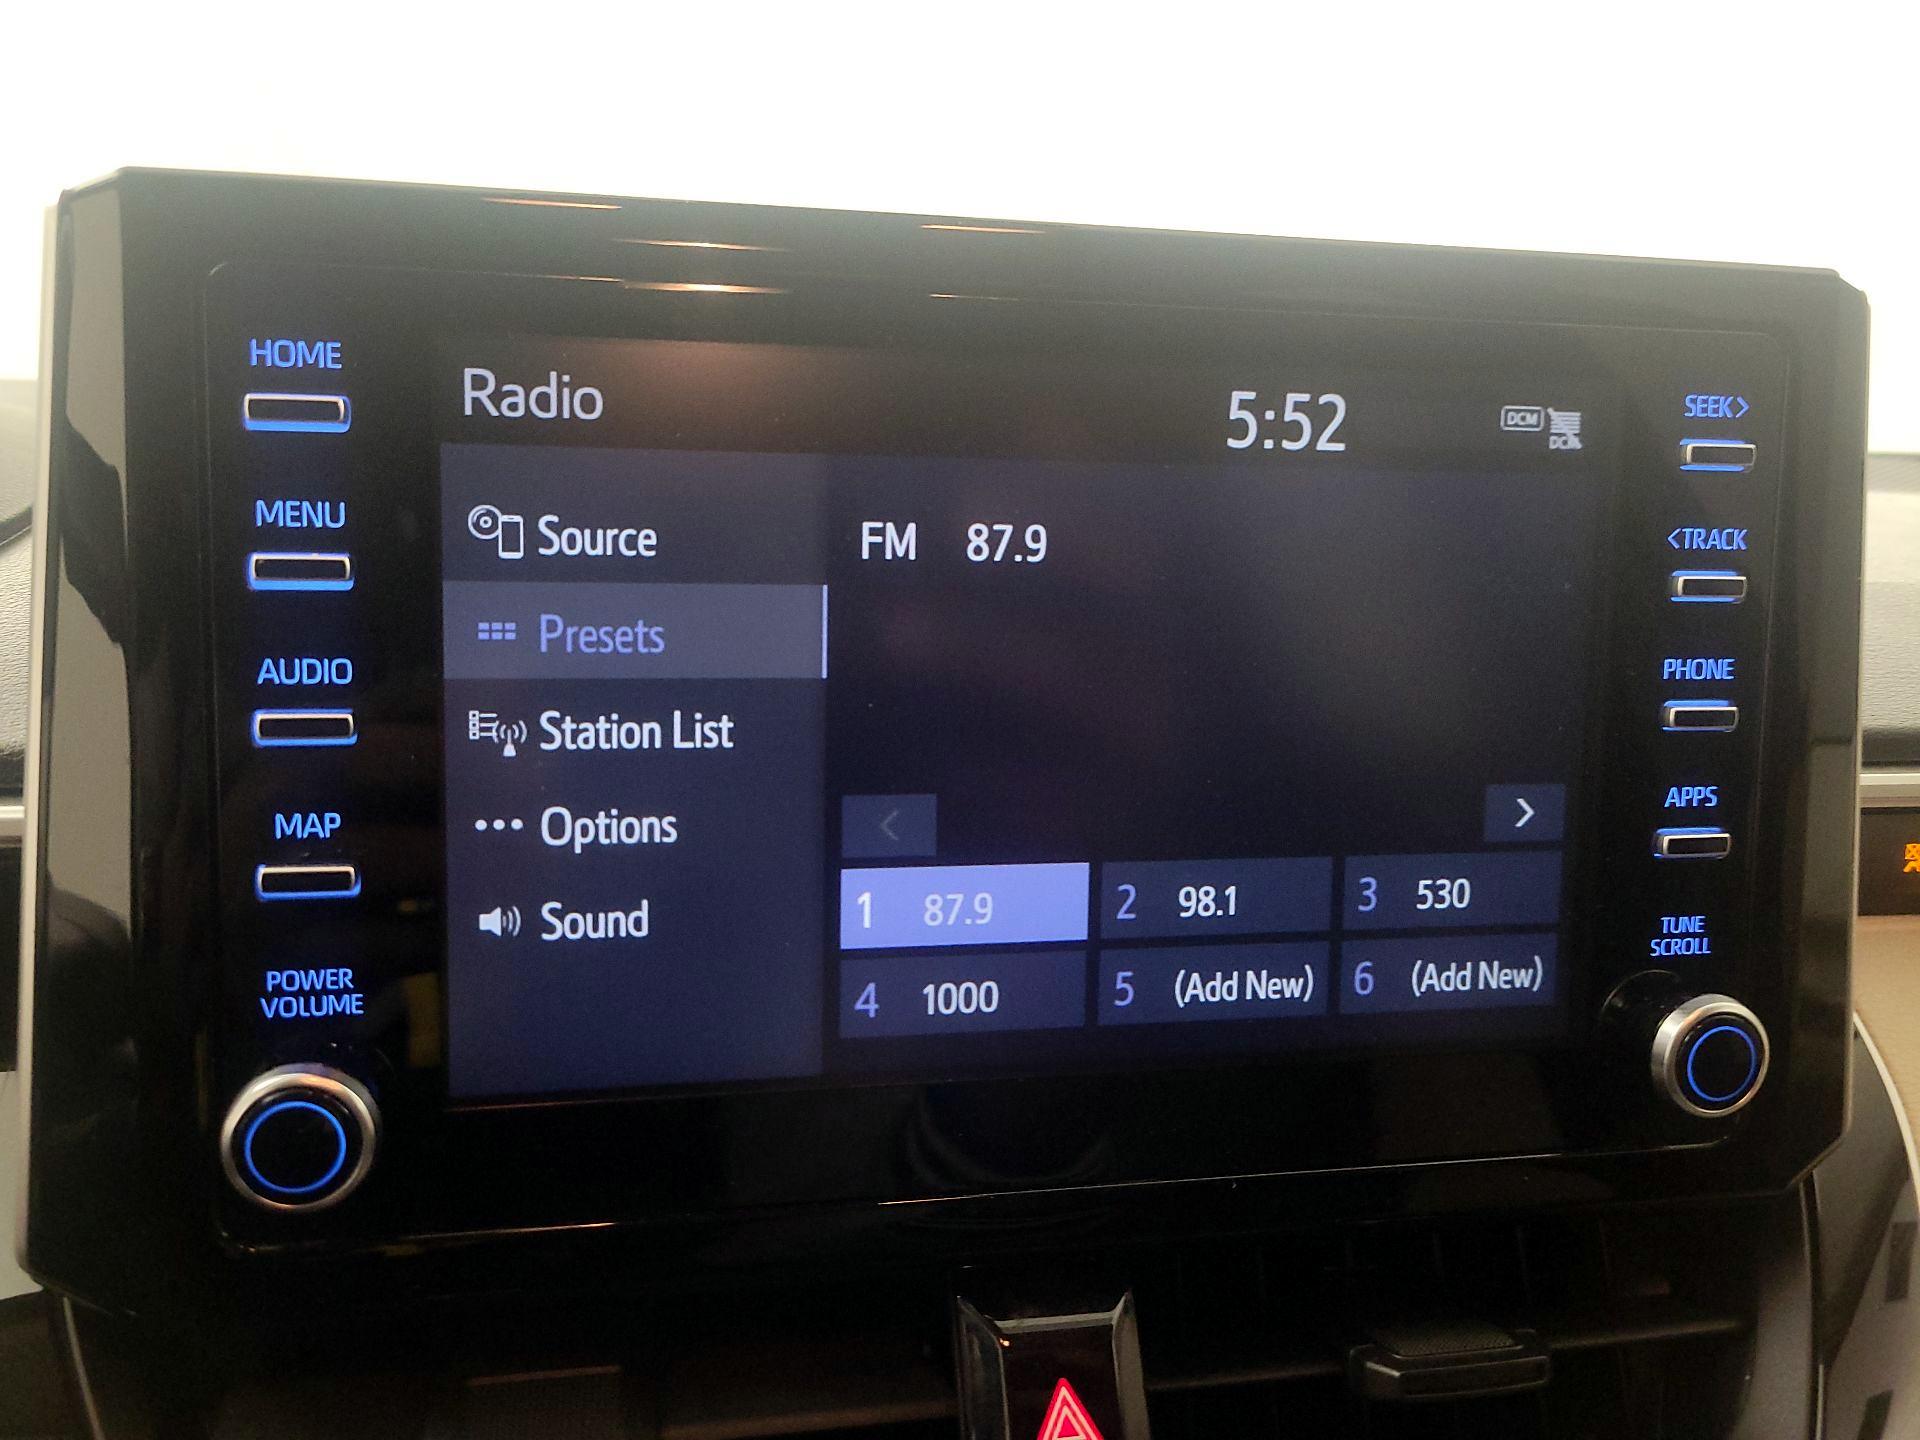 HOME
MENU
AUDIO
MAP
POWER
VOLUME
Radio
5:52
DCM
Source
Presets
Station List
Options
Sound
FM 87.9
<
>
1 87.9
2 98.1
3 530
4 1000
5 (Add New)
6 (Add New)
SEEK>
<TRACK
PHONE
APPS
TUNE
SCROLL